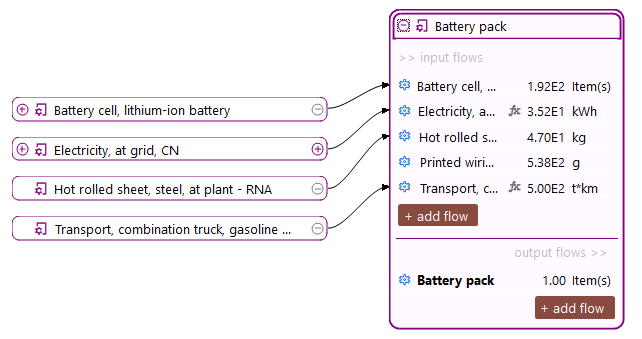 Battery pack
>> input flows
Battery cell, lithium-ion battery
Electricity, at grid, CN
Hot rolled sheet, steel, at plant - RNA
Transport, combination truck, gasoline ...
Battery cell, ... 1.92E2 Item(s)
Electricity, a... fx 3.52E1 kWh
Hot rolled s... 4.70E1 kg
Printed wiri... 5.38E2 g
Transport, c... fx 5.00E2 t*km
+ add flow
output flows >>
Battery pack 1.00 Item(s)
+ add flow